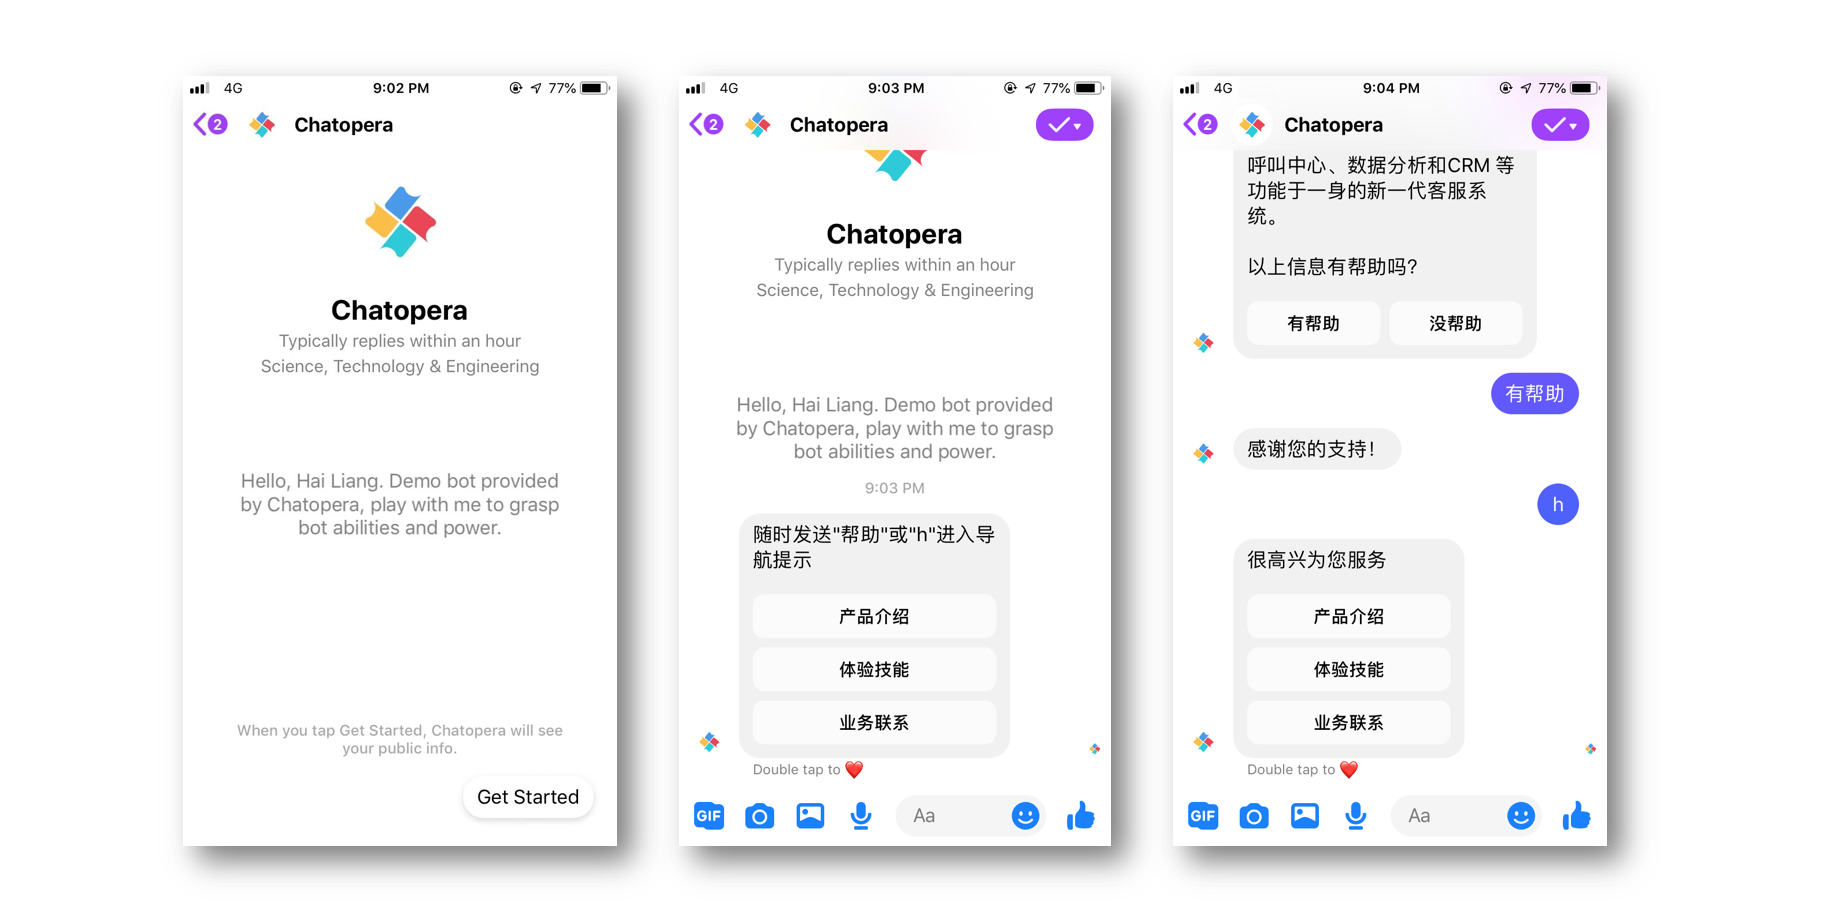 4G
9:02 PM
77%
2
Chatopera
Chatopera
Typically replies within an hour
Science, Technology & Engineering
Hello, Hai Liang. Demo bot provided
by Chatopera, play with me to grasp
bot abilities and power.
When you tap Get Started, Chatopera will see
your public info.
Get Started
4G
9:03 PM
77%
2
Chatopera
Chatopera
Typically replies within an hour
Science, Technology & Engineering
Hello, Hai Liang. Demo bot provided
by Chatopera, play with me to grasp
bot abilities and power.
9:03 PM
随时发送"帮助"或"h"进入导
航提示
产品介绍
体验技能
业务联系
Double tap to ❤️
GIF
Aa
4G
9:04 PM
77%
2
Chatopera
呼叫中心、数据分析和CRM 等
功能于一身的新一代客服系
统。
以上信息有帮助吗?
有帮助
没帮助
有帮助
感谢您的支持!
h
很高兴为您服务
产品介绍
体验技能
业务联系
Double tap to ❤️
GIF
Aa